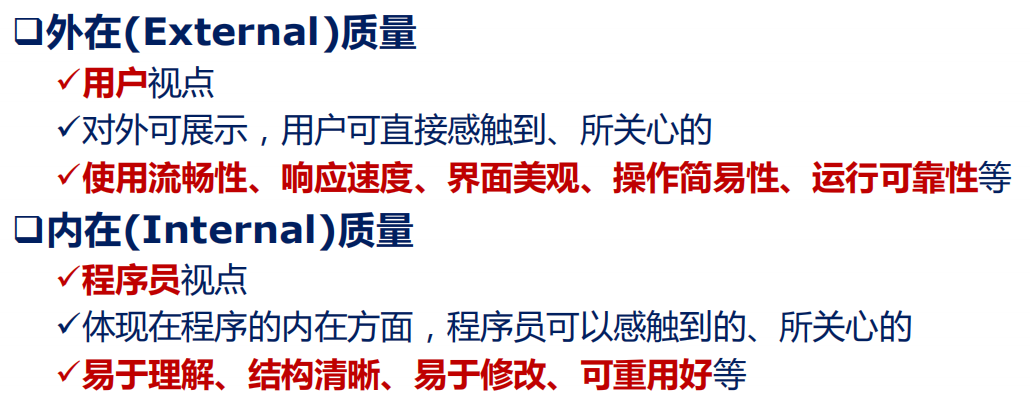 ❑外在(External)质量
✓用户视点
✓对外可展示，用户可直接感触到、所关心的
✓使用流畅性、响应速度、界面美观、操作简易性、运行可靠性等
❑内在(Internal)质量
✓程序员视点
✓体现在程序的内在方面，程序员可以感触到的、所关心的
✓易于理解、结构清晰、易于修改、可重用好等